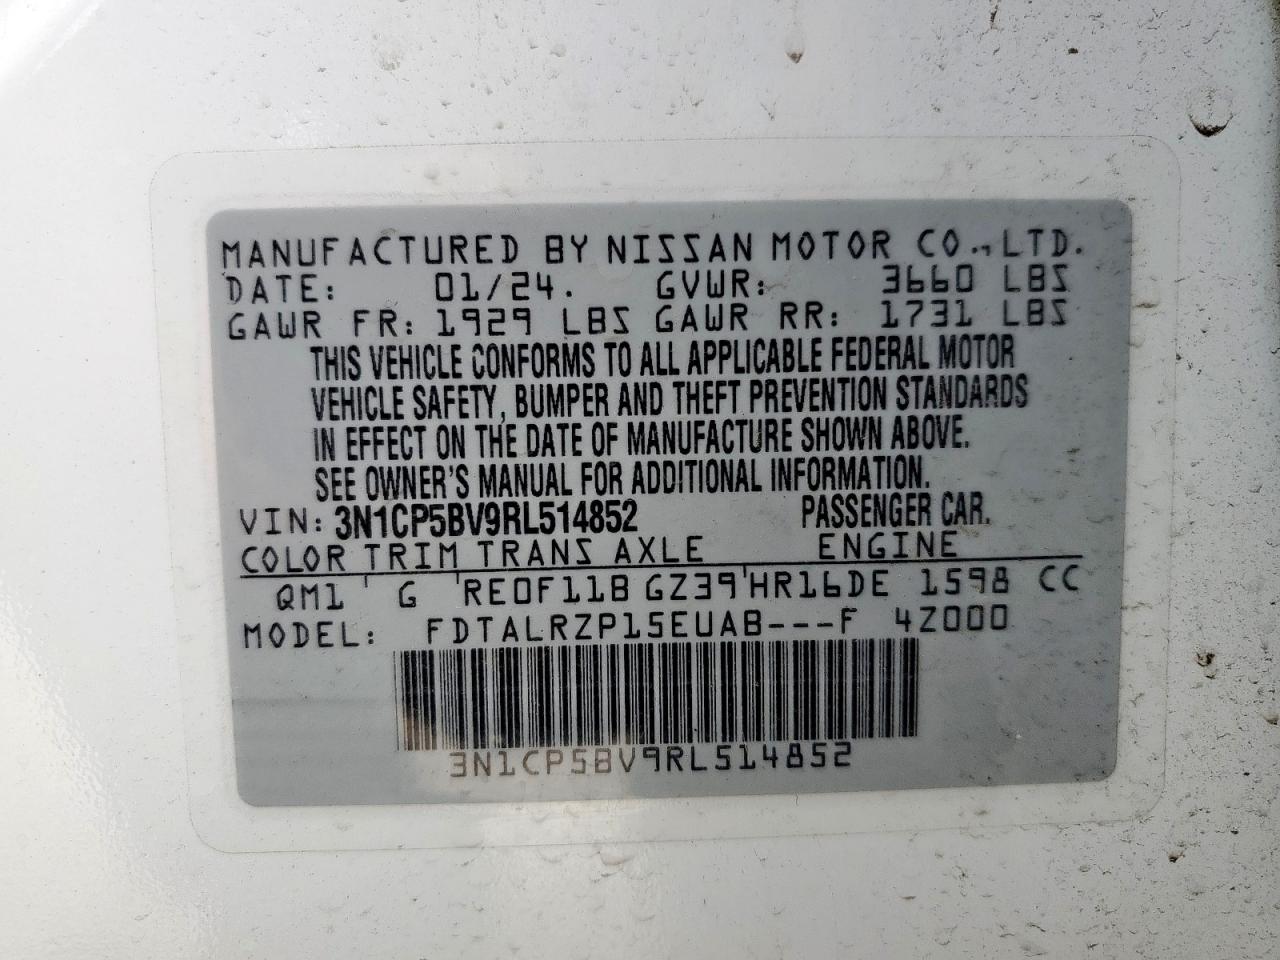 MANUFACTURED BY NISSAN MOTOR CO., LTD.
DATE: 01/24. GVWR: 3660 LBS
GAWR FR: 1929 LBS GAWR RR: 1731 LBS
THIS VEHICLE CONFORMS TO ALL APPLICABLE FEDERAL MOTOR
VEHICLE SAFETY, BUMPER AND THEFT PREVENTION STANDARDS
IN EFFECT ON THE DATE OF MANUFACTURE SHOWN ABOVE.
SEE OWNER'S MANUAL FOR ADDITIONAL INFORMATION.
VIN: 3N1CP5BV9RL514852 PASSENGER CAR.
COLOR TRIM TRANS AXLE ENGINE
QM1 ' G ' RE0F11B GZ39 ' HR16DE 1598 CC
MODEL: FDTALRZP15EUAB---F 4Z000
3N1CP5BV9RL514852